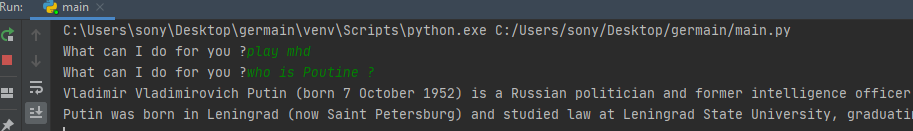 Run: main
C:\Users\sony\Desktop\germain\venv\Scripts\python.exe C:/Users/sony/Desktop/germain/main.py
What can I do for you ?play mhd
What can I do for you ?who is Poutine ?
Vladimir Vladimirovich Putin (born 7 October 1952) is a Russian politician and former intelligence officer
Putin was born in Leningrad (now Saint Petersburg) and studied law at Leningrad State University, graduati